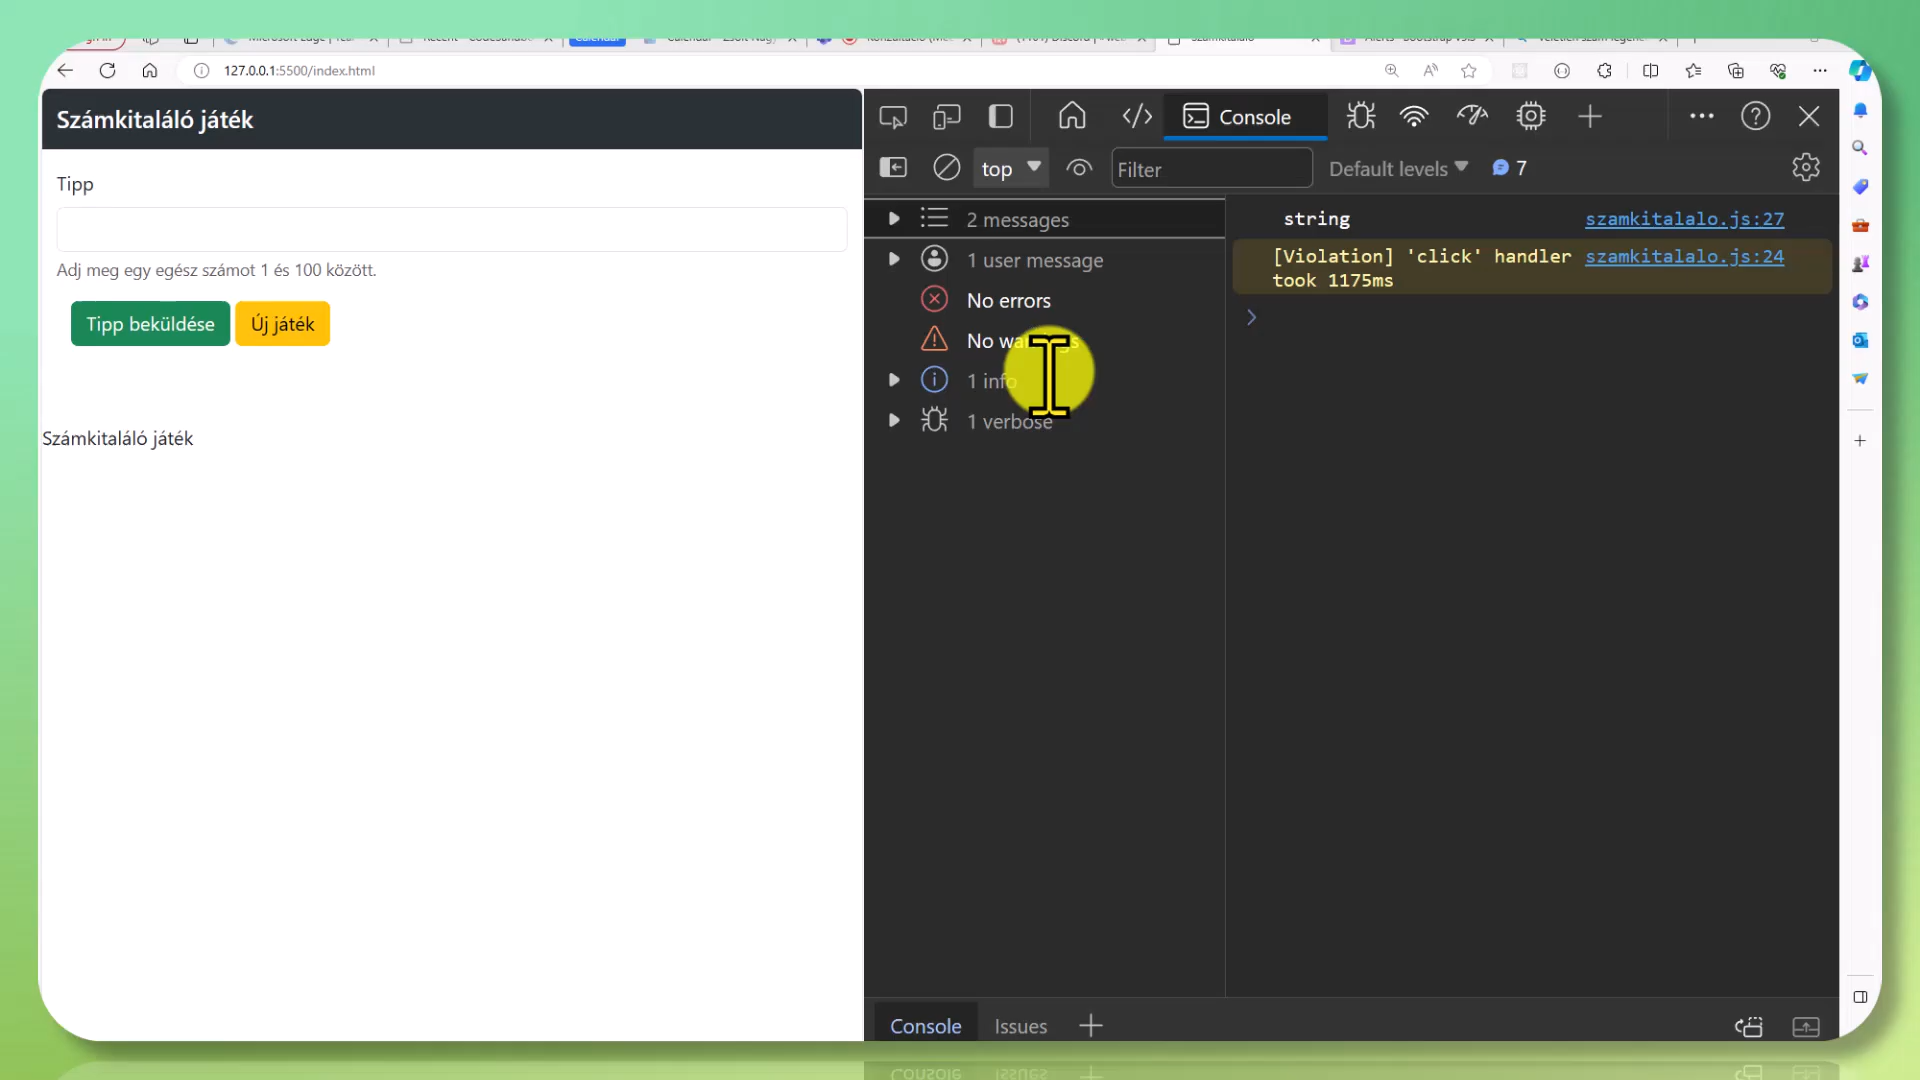 127.0.0.1:5500/index.html
Számkitaláló játék
Tipp
Adj meg egy egész számot 1 és 100 között.
Tipp beküldése
Új játék
Számkitaláló játék
Console
top
Filter
Default levels
7
2 messages
1 user message
No errors
No warnings
1 info
1 verbose
string szamkitalalo.js:27
[Violation] 'click' handler szamkitalalo.js:24
took 1175ms
Console
Issues